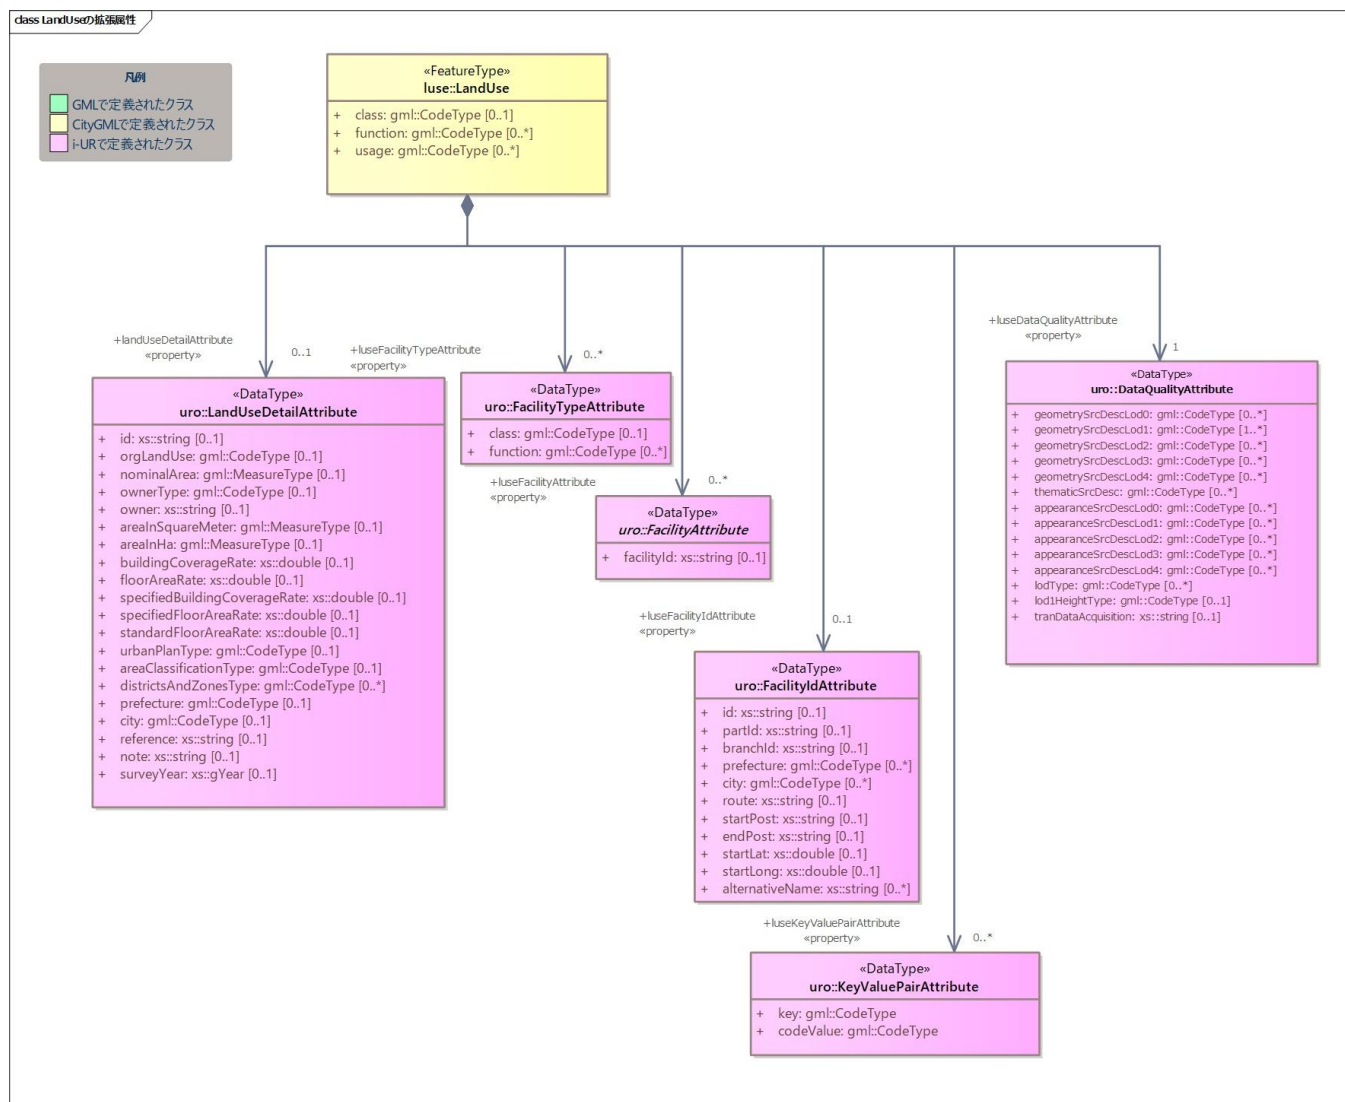 class LandUseの拡張属性
凡例
GMLで定義されたクラス
CityGMLで定義されたクラス
i-URで定義されたクラス
«FeatureType»
luse::LandUse
+ class: gml::CodeType [0..1]
+ function: gml::CodeType [0..*]
+ usage: gml::CodeType [0..*]
+landUseDetailAttribute
«property»
0..1
+luseFacilityTypeAttribute
«property»
0..*
+luseDataQualityAttribute
«property»
1
«DataType»
uro::LandUseDetailAttribute
+ id: xs::string [0..1]
+ orgLandUse: gml::CodeType [0..1]
+ nominalArea: gml::MeasureType [0..1]
+ ownerType: gml::CodeType [0..1]
+ owner: xs::string [0..1]
+ areaInSquareMeter: gml::MeasureType [0..1]
+ areaInHa: gml::MeasureType [0..1]
+ buildingCoverageRate: xs::double [0..1]
+ floorAreaRate: xs::double [0..1]
+ specifiedBuildingCoverageRate: xs::double [0..1]
+ specifiedFloorAreaRate: xs::double [0..1]
+ standardFloorAreaRate: xs::double [0..1]
+ urbanPlanType: gml::CodeType [0..1]
+ areaClassificationType: gml::CodeType [0..1]
+ districtsAndZonesType: gml::CodeType [0..*]
+ prefecture: gml::CodeType [0..1]
+ city: gml::CodeType [0..1]
+ reference: xs::string [0..1]
+ note: xs::string [0..1]
+ surveyYear: xs::gYear [0..1]
«DataType»
uro::FacilityTypeAttribute
+ class: gml::CodeType [0..1]
+ function: gml::CodeType [0..*]
+luseFacilityAttribute
«property»
0..*
«DataType»
uro::FacilityAttribute
+ facilityId: xs::string [0..1]
+luseFacilityIdAttribute
«property»
0..1
«DataType»
uro::FacilityIdAttribute
+ id: xs::string [0..1]
+ partId: xs::string [0..1]
+ branchId: xs::string [0..1]
+ prefecture: gml::CodeType [0..*]
+ city: gml::CodeType [0..*]
+ route: xs::string [0..1]
+ startPost: xs::string [0..1]
+ endPost: xs::string [0..1]
+ startLat: xs::double [0..1]
+ startLong: xs::double [0..1]
+ alternativeName: xs::string [0..*]
+luseKeyValuePairAttribute
«property»
0..*
«DataType»
uro::KeyValuePairAttribute
+ key: gml::CodeType
+ codeValue: gml::CodeType
«DataType»
uro::DataQualityAttribute
+ geometrySrcDescLod0: gml::CodeType [0..*]
+ geometrySrcDescLod1: gml::CodeType [1..*]
+ geometrySrcDescLod2: gml::CodeType [0..*]
+ geometrySrcDescLod3: gml::CodeType [0..*]
+ geometrySrcDescLod4: gml::CodeType [0..*]
+ thematicSrcDesc: gml::CodeType [0..*]
+ appearanceSrcDescLod0: gml::CodeType [0..*]
+ appearanceSrcDescLod1: gml::CodeType [0..*]
+ appearanceSrcDescLod2: gml::CodeType [0..*]
+ appearanceSrcDescLod3: gml::CodeType [0..*]
+ appearanceSrcDescLod4: gml::CodeType [0..*]
+ lodType: gml::CodeType [0..*]
+ lod1HeightType: gml::CodeType [0..1]
+ tranDataAcquisition: xs::string [0..1]